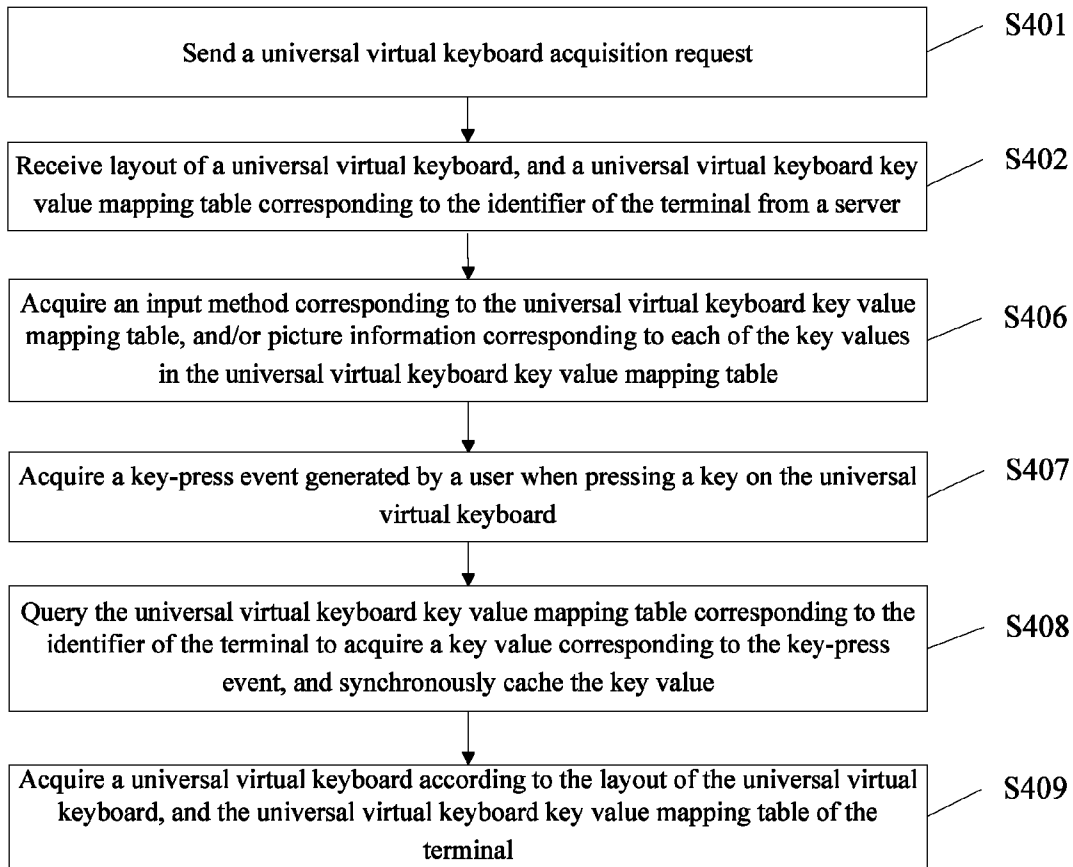 Send a universal virtual keyboard acquisition request
S401
Receive layout of a universal virtual keyboard, and a universal virtual keyboard key
value mapping table corresponding to the identifier of the terminal from a server
S402
Acquire an input method corresponding to the universal virtual keyboard key value
mapping table, and/or picture information corresponding to each of the key values
in the universal virtual keyboard key value mapping table
S406
Acquire a key-press event generated by a user when pressing a key on the universal
virtual keyboard
S407
Query the universal virtual keyboard key value mapping table corresponding to the
identifier of the terminal to acquire a key value corresponding to the key-press
event, and synchronously cache the key value
S408
Acquire a universal virtual keyboard according to the layout of the universal virtual
keyboard, and the universal virtual keyboard key value mapping table of the
terminal
S409